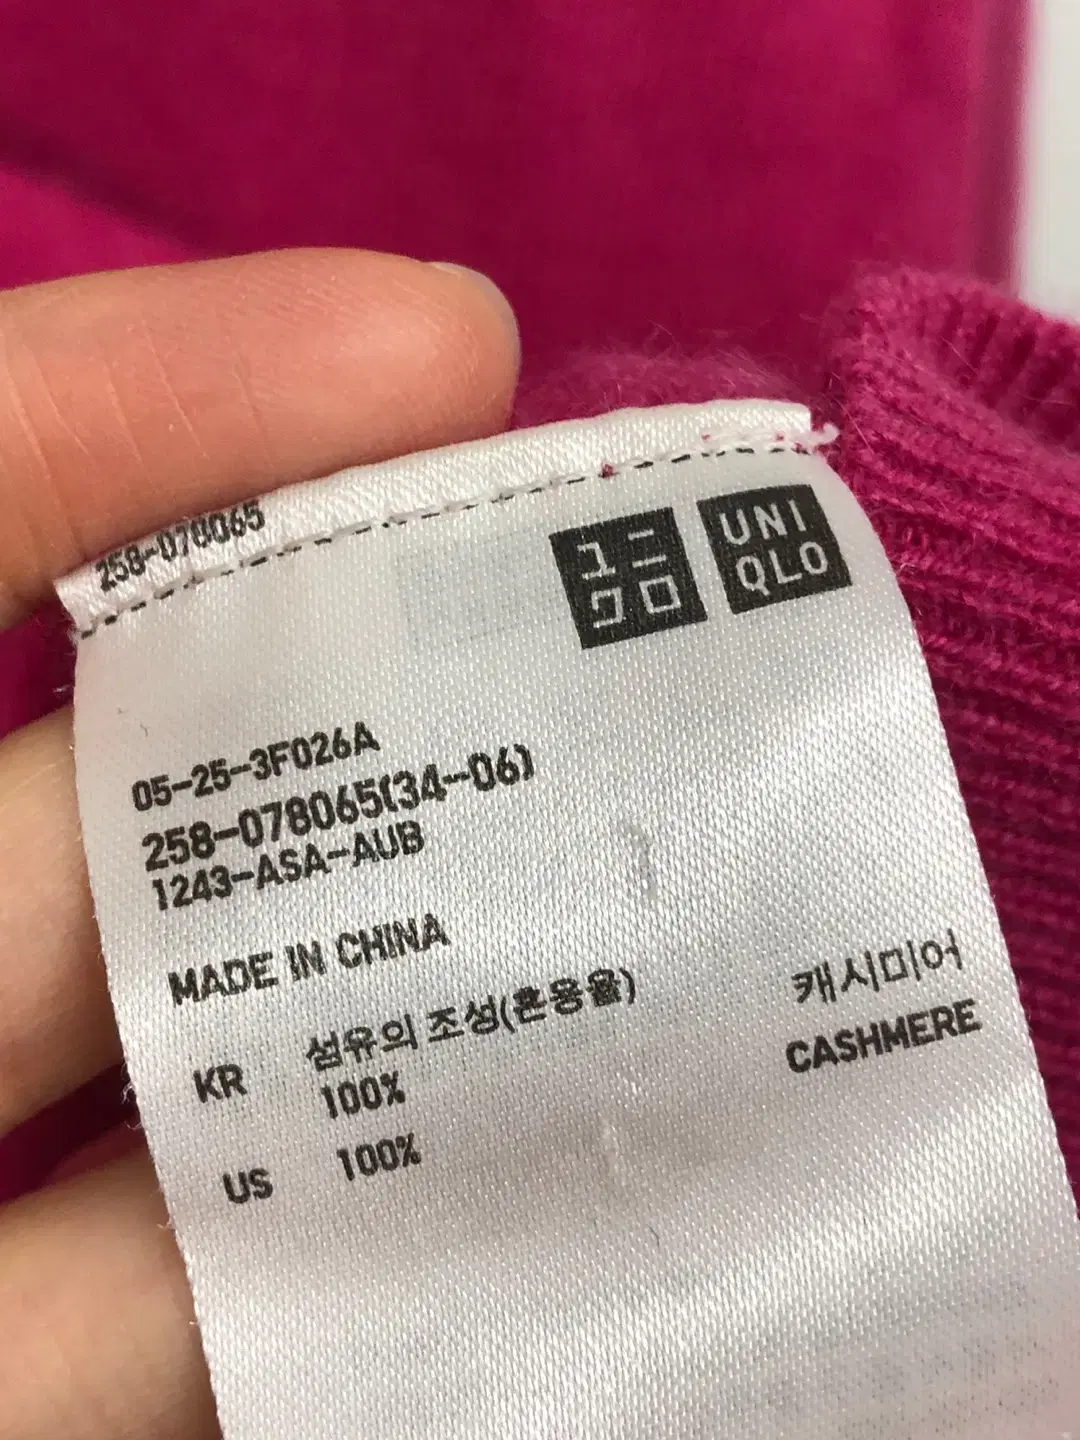 258-078065
ユニ
クロ
UNI
QLO
05-25-3F026A
258-078065(34-06)
1243-ASA-AUB
MADE IN CHINA
섬유의 조성(혼용율)
KR 100% 캐시미어
US 100% CASHMERE